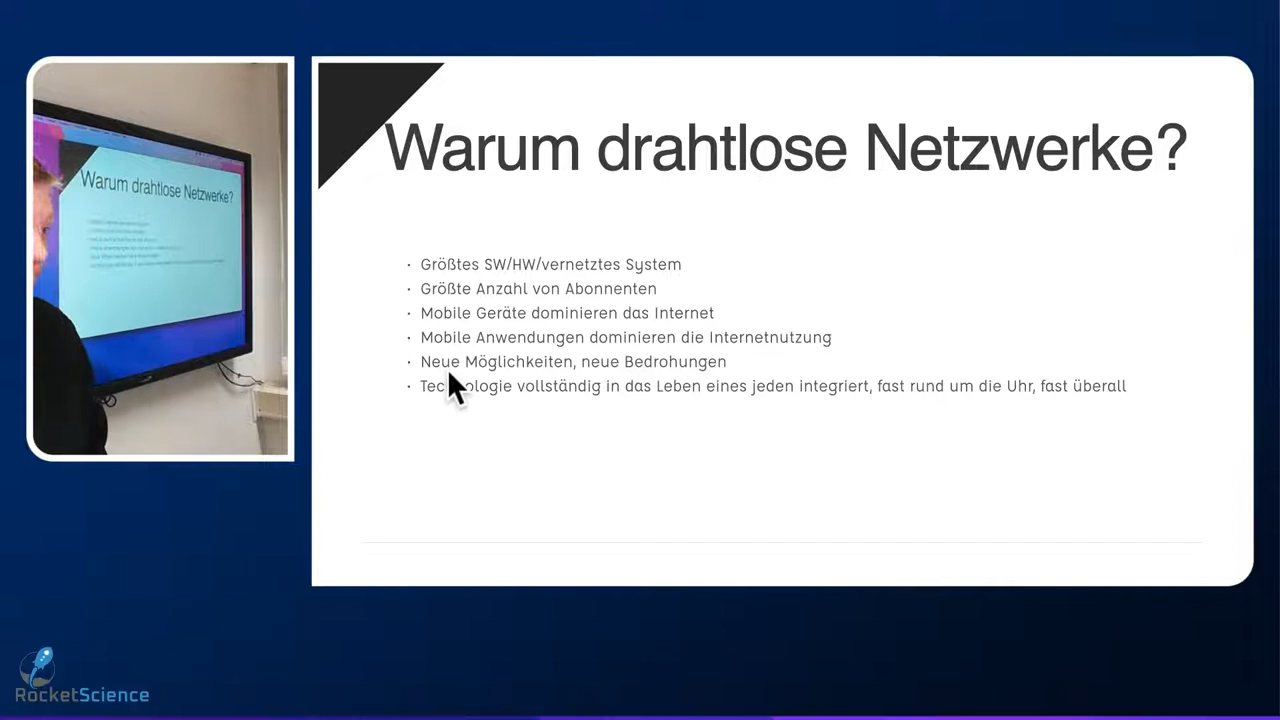 Warum drahtlose Netzwerke?
Warum drahtlose Netzwerke?
· Größtes SW/HW/vernetztes System
· Größte Anzahl von Abonnenten
· Mobile Geräte dominieren das Internet
· Mobile Anwendungen dominieren die Internetnutzung
· Neue Möglichkeiten, neue Bedrohungen
· Technologie vollständig in das Leben eines jeden integriert, fast rund um die Uhr, fast überall
RocketScience